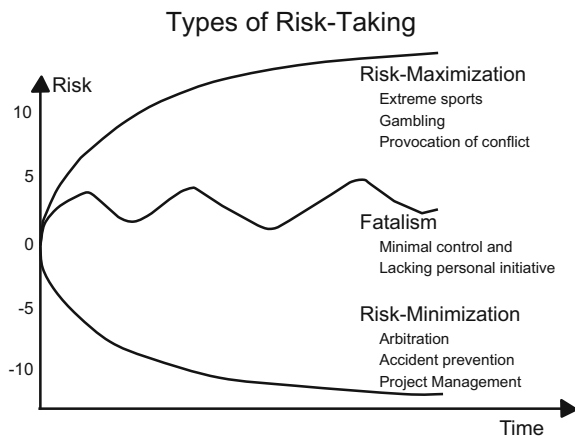 Types of Risk-Taking
Risk
10
5
0
-5
-10
Risk-Maximization
Extreme sports
Gambling
Provocation of conflict
Fatalism
Minimal control and
Lacking personal initiative
Risk-Minimization
Arbitration
Accident prevention
Project Management
Time